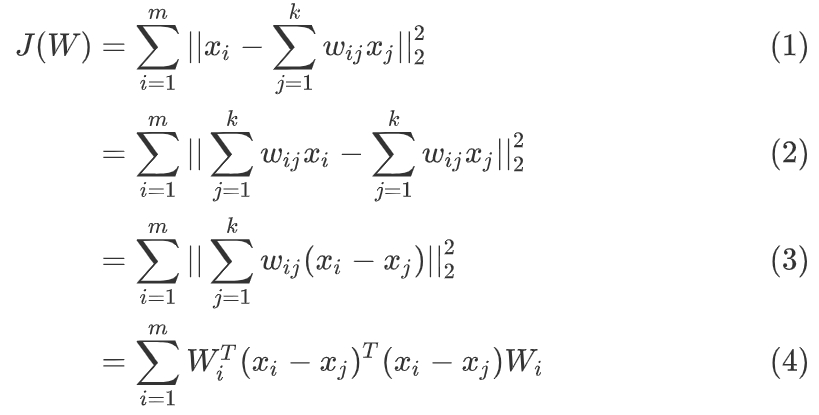 J(W) = \sum_{i=1}^{m} ||x_i - \sum_{j=1}^{k} w_{ij} x_j||_2^2 (1)
= \sum_{i=1}^{m} ||\sum_{j=1}^{k} w_{ij} x_i - \sum_{j=1}^{k} w_{ij} x_j||_2^2 (2)
= \sum_{i=1}^{m} ||\sum_{j=1}^{k} w_{ij} (x_i - x_j)||_2^2 (3)
= \sum_{i=1}^{m} W_i^T (x_i - x_j)^T (x_i - x_j) W_i (4)